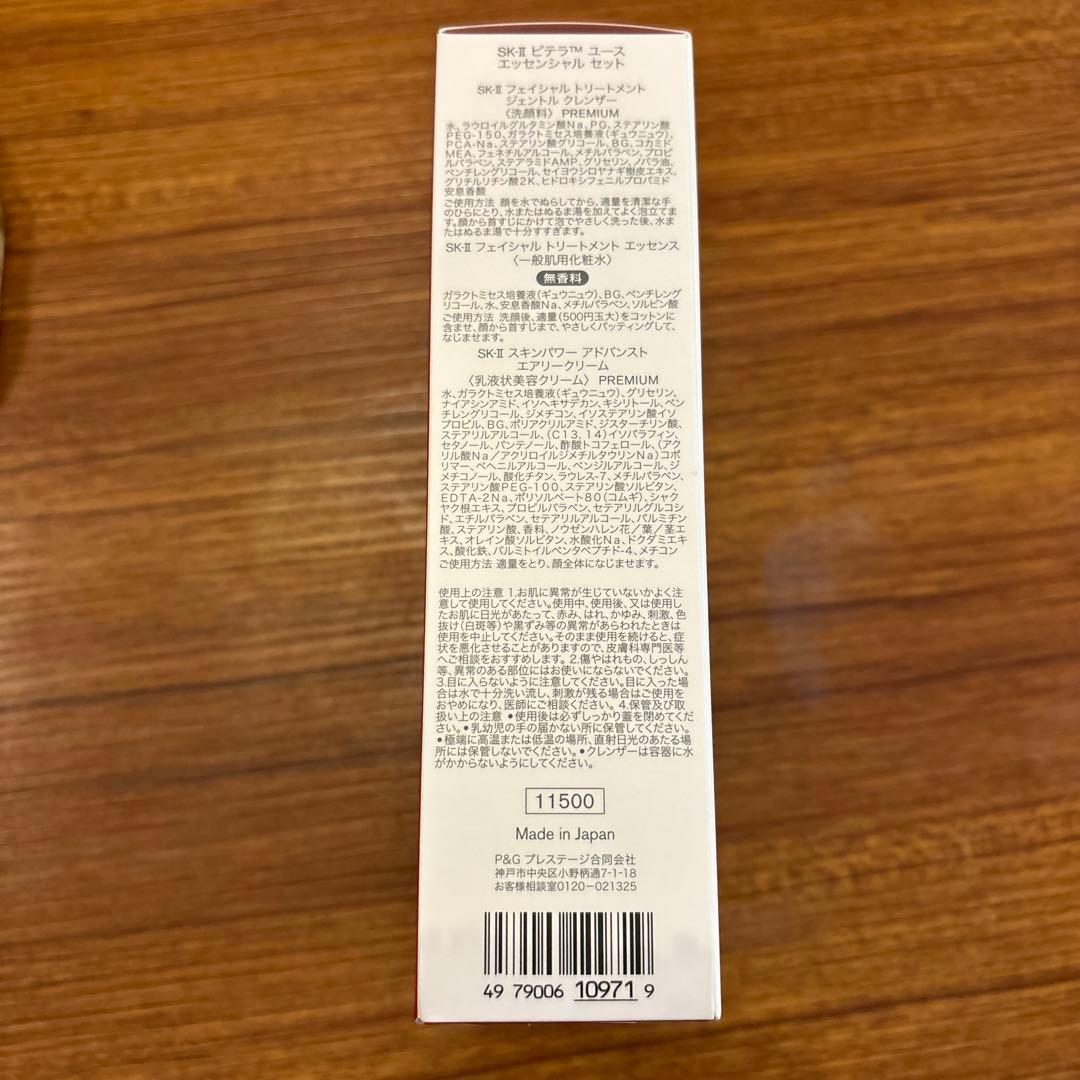 SK-II ピテラ™ ユース
エッセンシャル セット
SK-II フェイシャル トリートメント
ジェントル クレンザー
〈洗顔料〉 PREMIUM
水、ラウロイルグルタミン酸Na、PG、ステアリン酸
PEG-150、ガラクトミセス培養液(ギュウニュウ)、
PCA-Na、ステアリン酸グリコール、BG、コカミド
MEA、フェネチルアルコール、メチルパラベン、プロピ
ルパラベン、ステアラミドAMP、グリセリン、ノバラ油、
ペンチレングリコール、セイヨウシロヤナギ樹皮エキス、
グリチルリチン酸2K、ヒドロキシフェニルプロパミド
安息香酸
ご使用方法 顔を水でぬらしてから、適量を清潔な手
のひらにとり、水またはぬるま湯を加えてよく泡立てま
す。顔から首すじにかけて泡でやさしく洗った後、水ま
たはぬるま湯で十分すすぎます。
SK-II フェイシャル トリートメント エッセンス
〈一般肌用化粧水〉
無香料
ガラクトミセス培養液(ギュウニュウ)、BG、ペンチレング
リコール、水、安息香酸Na、メチルパラベン、ソルビン酸
ご使用方法 洗顔後、適量(500円玉大)をコットンに
含ませ、顔から首すじまで、やさしくパッティングして、
なじませます。
SK-II スキンパワー アドバンスト
エアリークリーム
〈乳液状美容クリーム〉 PREMIUM
水、ガラクトミセス培養液(ギュウニュウ)、グリセリン、
ナイアシンアミド、イソヘキサデカン、キシリトール、ペン
チレングリコール、ジメチコン、イソステアリン酸イソ
プロピル、BG、ポリアクリルアミド、ジスターチリン酸、
ステアリルアルコール、(C13,14)イソパラフィン、
セタノール、パンテノール、酢酸トコフェロール、(アク
リル酸Na/アクリロイルジメチルタウリンNa)コポ
リマー、ベヘニルアルコール、ベンジルアルコール、ジ
メチコノール、酸化チタン、ラウレス-7、メチルパラベン、
ステアリン酸PEG-100、ステアリン酸ソルビタン、
EDTA-2Na、ポリソルベート80(コムギ)、シャク
ヤク根エキス、プロピルパラベン、セテアリルグルコシ
ド、エチルパラベン、セテアリルアルコール、パルミチン
酸、ステアリン酸、香料、ノウゼンハレン花/葉/茎エ
キス、オレイン酸ソルビタン、水酸化Na、ドクダミエキ
ス、酸化鉄、パルミトイルペンタペプチド-4、メチコン
ご使用方法 適量をとり、顔全体になじませます。
使用上の注意 1.お肌に異常が生じていないかよく注
意して使用してください。使用中、使用後、又は使用し
たお肌に日光があたって、赤み、はれ、かゆみ、刺激、色
抜け(白斑等)や黒ずみ等の異常があらわれたときは
使用を中止してください。そのまま使用を続けると、症
状を悪化させることがありますので、皮膚科専門医等
へご相談をおすすめします。2.傷やはれもの、しっしん
等、異常のある部位にはお使いにならないでください。
3.目に入らないように注意してください。目に入った場
合は水で十分洗い流し、刺激が残る場合はご使用を
おやめになり、医師にご相談ください。4.保管及び取
扱い上の注意 •使用後は必ずしっかり蓋を閉めてくだ
さい。•乳幼児の手の届かない所に保管してください。
•極端に高温または低温の場所、直射日光のあたる場
所には保管しないでください。•クレンザーは容器に水
がかからないようにしてください。
11500
Made in Japan
P&G プレステージ合同会社
神戸市中央区小野柄通7-1-18
お客様相談室0120-021325
49 79006 10971 9